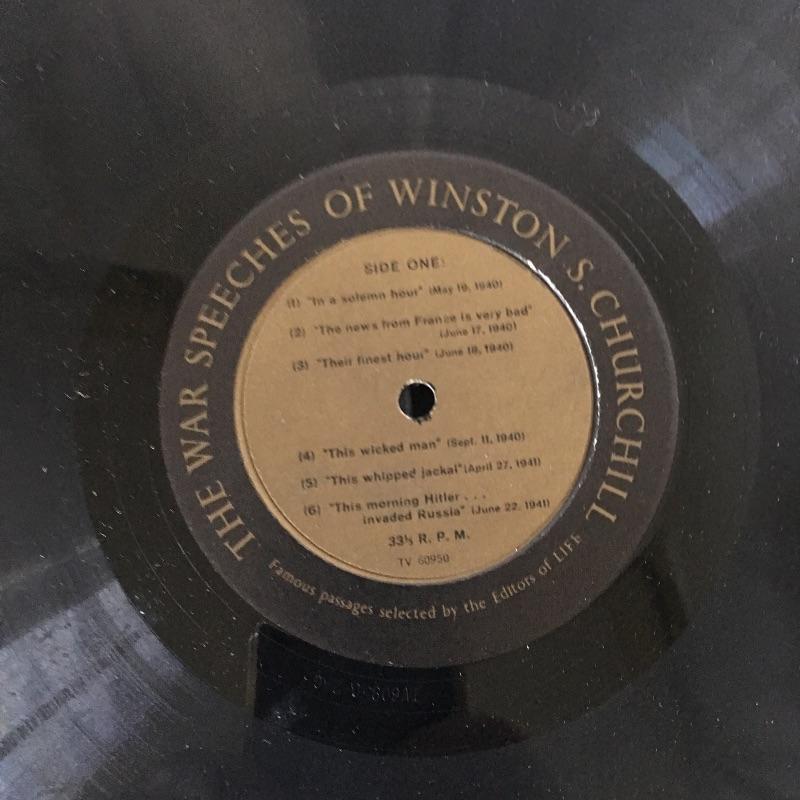 THE WAR SPEECHES OF WINSTON S. CHURCHILL
SIDE ONE:
(1) "In a solemn hour" (May 19, 1940)
(2) "The news from France is very bad"
(June 17, 1940)
(3) "Their finest hour" (June 18, 1940)
(4) "This wicked man" (Sept. 11, 1940)
(5) "This whipped jackal" (April 27, 1941)
(6) "This morning Hitler . . .
invaded Russia" (June 22, 1941)
33⅓ R. P. M.
TV 60950
Famous passages selected by the Editors of LIFE